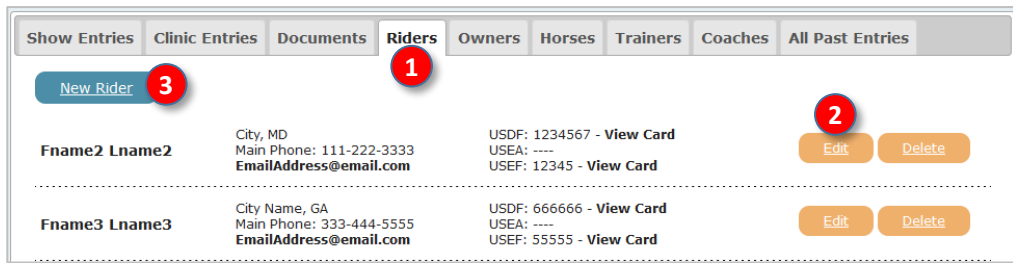 Show Entries Clinic Entries Documents Riders Owners Horses Trainers Coaches All Past Entries
1
New Rider 3
2
City, MD USDF: 1234567 - View Card
Fname2 Lname2 Main Phone: 111-222-3333 USEA: ---- Edit Delete
EmailAddress@email.com USEF: 12345 - View Card
City Name, GA USDF: 666666 - View Card
Fname3 Lname3 Main Phone: 333-444-5555 USEA: ---- Edit Delete
EmailAddress@email.com USEF: 55555 - View Card